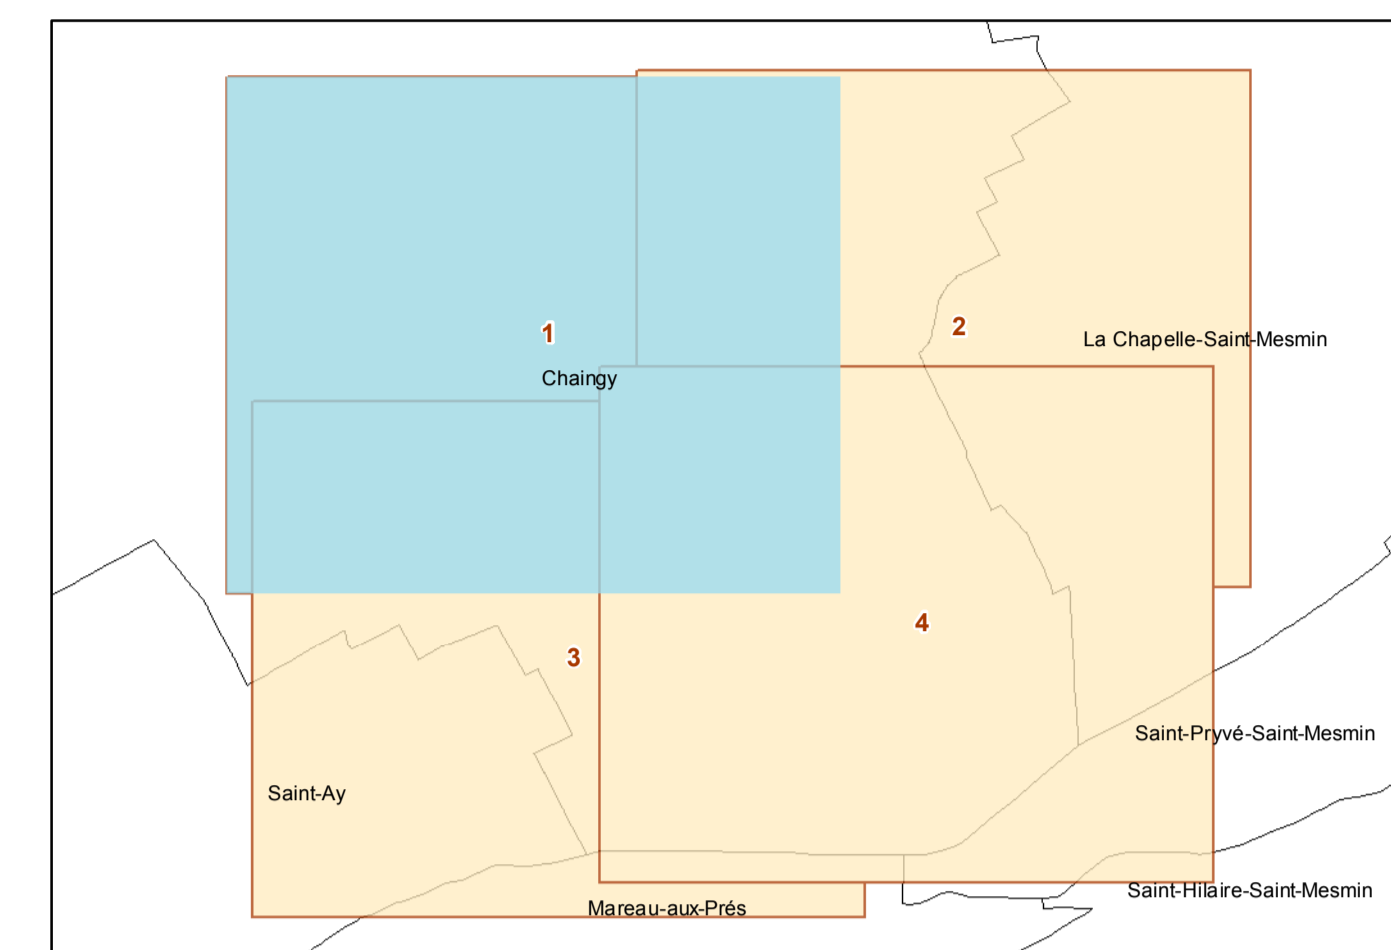 2
1
La Chapelle-Saint-Mesmin
Chaingy
4
3
Saint-Pryvé-Saint-Mesmin
Saint-Ay
Saint-Hilaire-Saint-Mesmin
Mareau-aux-Prés